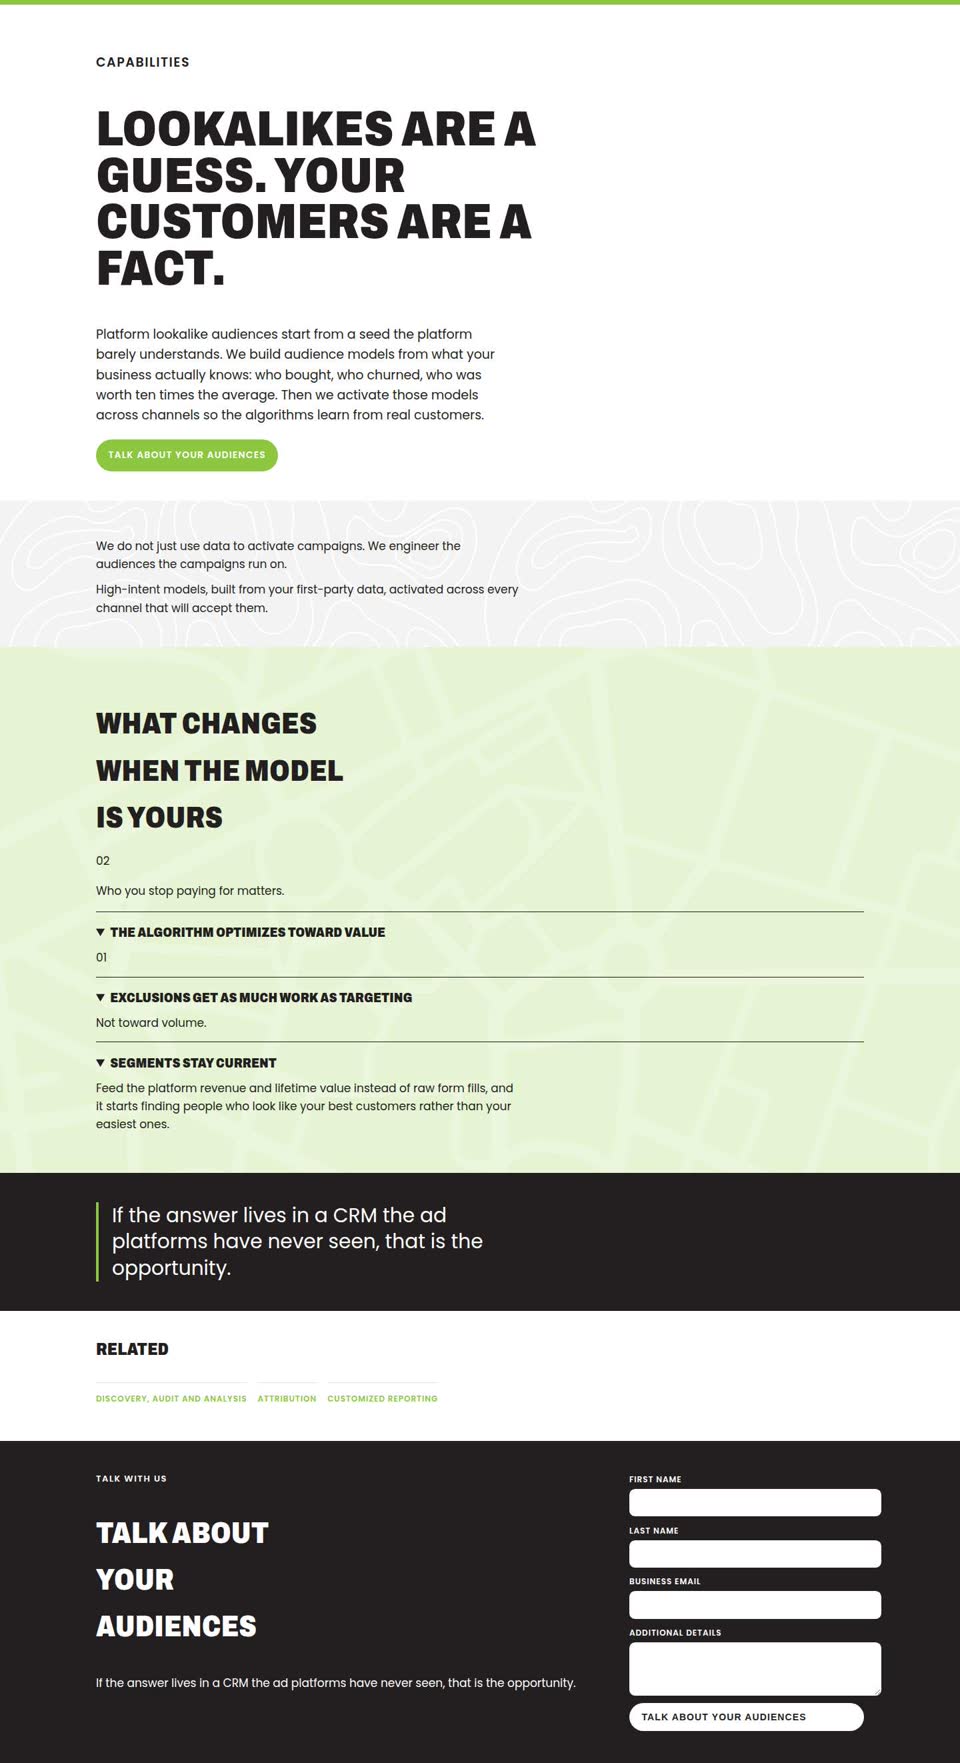 CAPABILITIES
LOOKALIKES ARE A
GUESS. YOUR
CUSTOMERS ARE A
FACT.
Platform lookalike audiences start from a seed the platform
barely understands. We build audience models from what your
business actually knows: who bought, who churned, who was
worth ten times the average. Then we activate those models
across channels so the algorithms learn from real customers.
TALK ABOUT YOUR AUDIENCES
We do not just use data to activate campaigns. We engineer the
audiences the campaigns run on.
High-intent models, built from your first-party data, activated across every
channel that will accept them.
WHAT CHANGES
WHEN THE MODEL
IS YOURS
02
Who you stop paying for matters.
▼ THE ALGORITHM OPTIMIZES TOWARD VALUE
01
▼ EXCLUSIONS GET AS MUCH WORK AS TARGETING
Not toward volume.
▼ SEGMENTS STAY CURRENT
Feed the platform revenue and lifetime value instead of raw form fills, and
it starts finding people who look like your best customers rather than your
easiest ones.
If the answer lives in a CRM the ad
platforms have never seen, that is the
opportunity.
RELATED
DISCOVERY, AUDIT AND ANALYSIS ATTRIBUTION CUSTOMIZED REPORTING
TALK WITH US
TALK ABOUT
YOUR
AUDIENCES
If the answer lives in a CRM the ad platforms have never seen, that is the opportunity.
FIRST NAME
LAST NAME
BUSINESS EMAIL
ADDITIONAL DETAILS
TALK ABOUT YOUR AUDIENCES